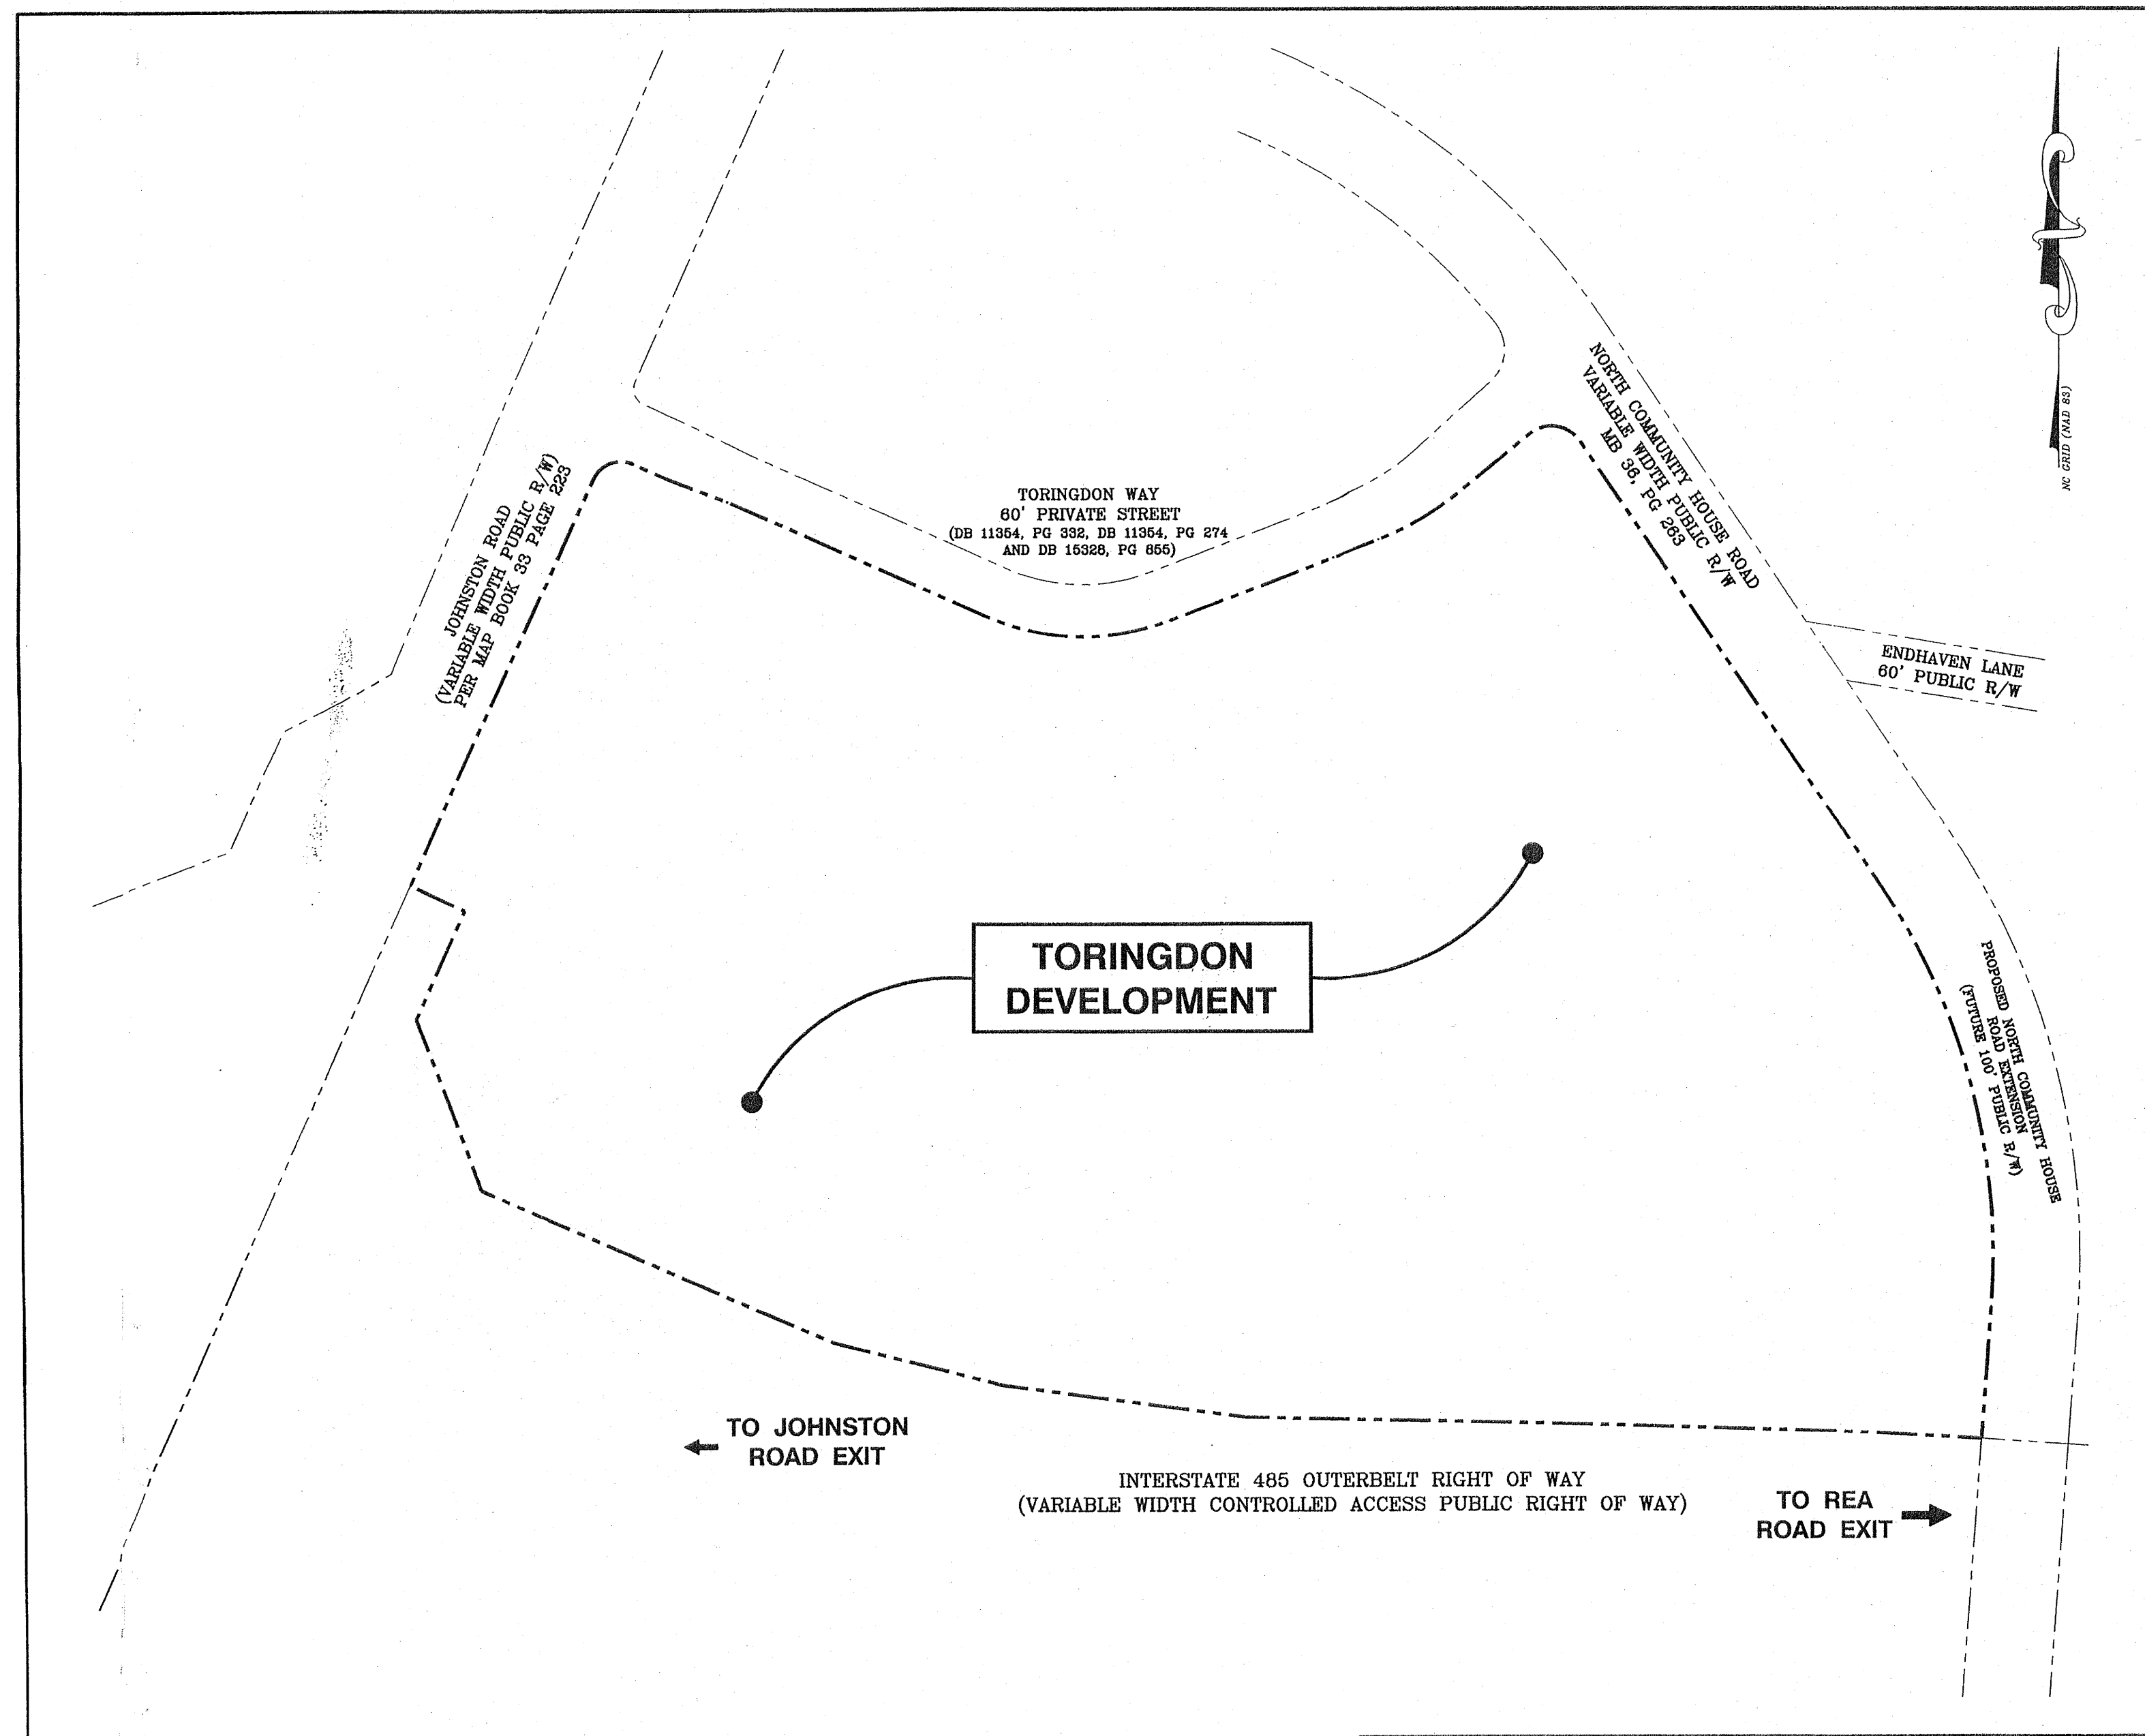 NC GRID (NAD 83)
NORTH COMMUNITY HOUSE ROAD
VARIABLE WIDTH PUBLIC R/W
MB 36, PG 263
JOHNSTON ROAD
(VARIABLE WIDTH PUBLIC R/W)
PER MAP BOOK 33 PAGE 223
TORINGDON WAY
60' PRIVATE STREET
(DB 11354, PG 332, DB 11354, PG 274
AND DB 15328, PG 855)
ENDHAVEN LANE
60' PUBLIC R/W
TORINGDON
DEVELOPMENT
PROPOSED NORTH COMMUNITY HOUSE
ROAD EXTENSION
(FUTURE 100' PUBLIC R/W)
TO JOHNSTON
ROAD EXIT
INTERSTATE 485 OUTERBELT RIGHT OF WAY
(VARIABLE WIDTH CONTROLLED ACCESS PUBLIC RIGHT OF WAY)
TO REA
ROAD EXIT